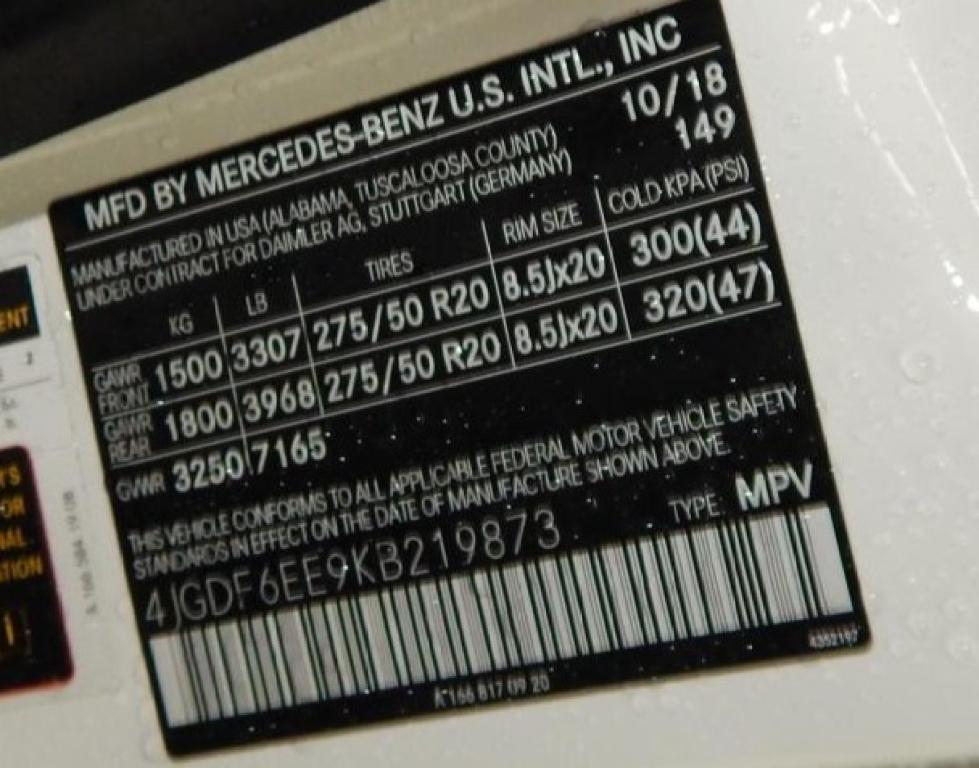 MFD BY MERCEDES-BENZ U.S. INTL., INC
10/18
MANUFACTURED IN USA (ALABAMA, TUSCALOOSA COUNTY)
149
UNDER CONTRACT FOR DAIMLER AG, STUTTGART (GERMANY)
KG LB TIRES RIM SIZE COLD KPA (PSI)
GAWR FRONT 1500 3307 275/50 R20 8.5Jx20 300(44)
GAWR REAR 1800 3968 275/50 R20 8.5Jx20 320(47)
GVWR 3250 7165
THIS VEHICLE CONFORMS TO ALL APPLICABLE FEDERAL MOTOR VEHICLE SAFETY
STANDARDS IN EFFECT ON THE DATE OF MANUFACTURE SHOWN ABOVE.
TYPE: MPV
4JGDF6EE9KB219873
A 166 817 09 20